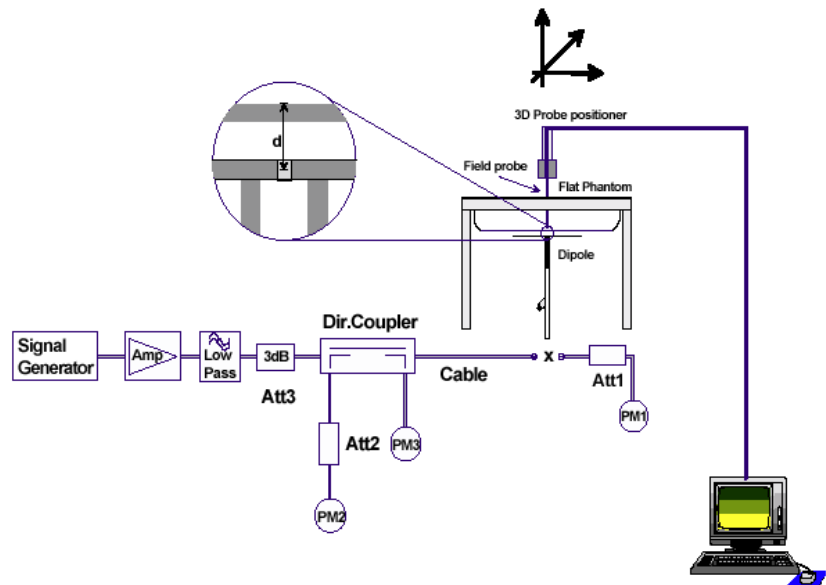 3D Probe positioner
d
Field probe
Flat Phantom
Dipole
Dir.Coupler
Signal
Generator
Amp
Low
Pass
3dB
Cable
x
Att1
Att3
PM1
Att2
PM3
PM2